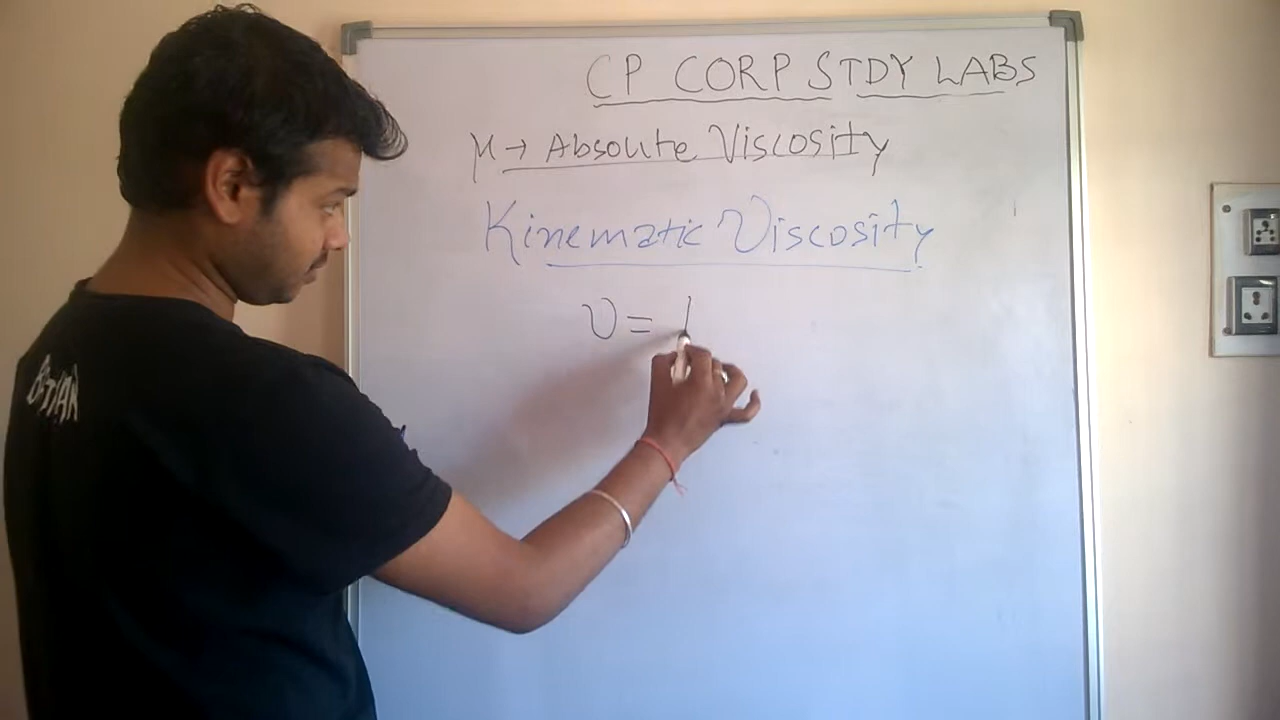 CP CORP STDY LABS
μ → Absolute Viscosity
Kinematic Viscosity
υ =